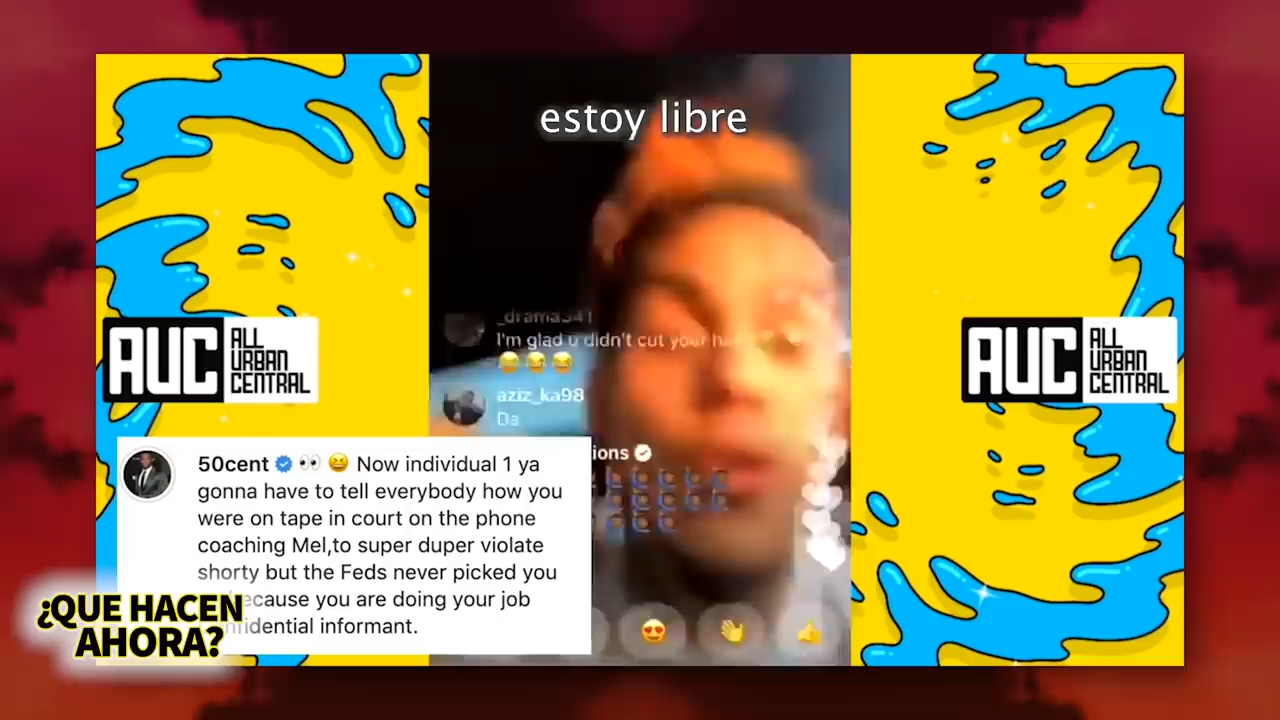 estoy libre
AUC ALL
URBAN
CENTRAL
AUC ALL
URBAN
CENTRAL
_drama341
I'm glad u didn't cut your
😂😂😂
aziz_ka98
Da
ions
50cent 👀 😆 Now individual 1 ya
gonna have to tell everybody how you
were on tape in court on the phone
coaching Mel,to super duper violate
shorty but the Feds never picked you
because you are doing your job
informant.
¿QUE HACEN
AHORA?